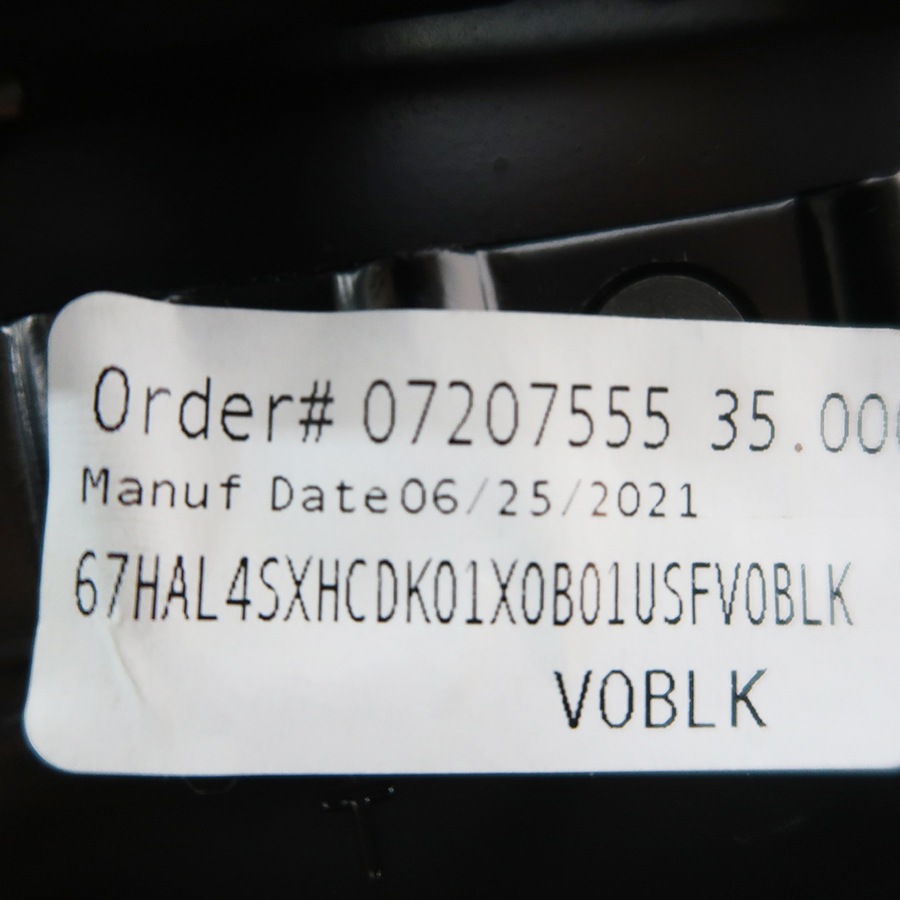 Order# 07207555 35.00
Manuf Date06/25/2021
67HAL4SXHCDK01X0B01USFV0BLK
V0BLK